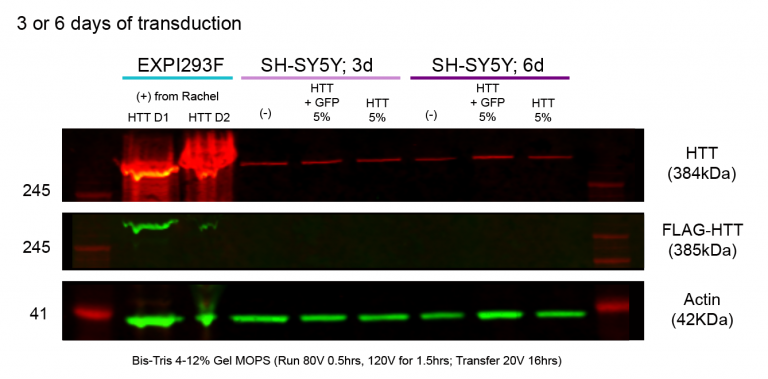 3 or 6 days of transduction
EXPI293F
SH-SY5Y; 3d
SH-SY5Y; 6d
(+) from Rachel
HTT D1
HTT D2
(-)
HTT
+ GFP
5%
HTT
5%
(-)
HTT
+ GFP
5%
HTT
5%
245
HTT
(384kDa)
245
FLAG-HTT
(385kDa)
41
Actin
(42KDa)
Bis-Tris 4-12% Gel MOPS (Run 80V 0.5hrs, 120V for 1.5hrs; Transfer 20V 16hrs)